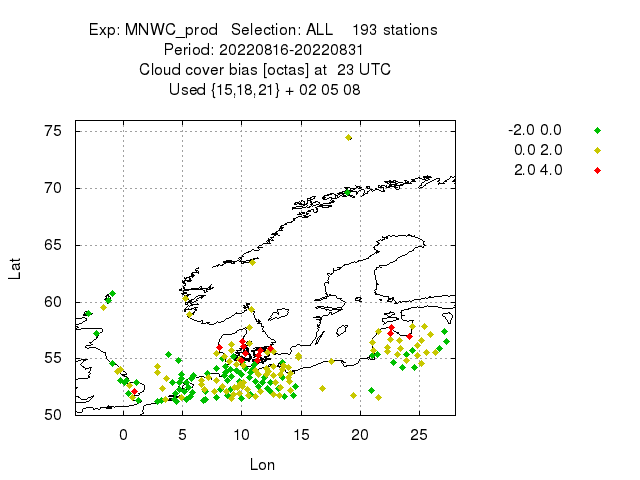 Exp: MNWC_prod   Selection: ALL    193 stations
Period: 20220816-20220831
Cloud cover bias [octas] at  23 UTC
Used {15,18,21} + 02 05 08
-2.0 0.0
0.0 2.0
2.0 4.0
75
70
65
60
55
50
Lat
0 5 10 15 20 25
Lon